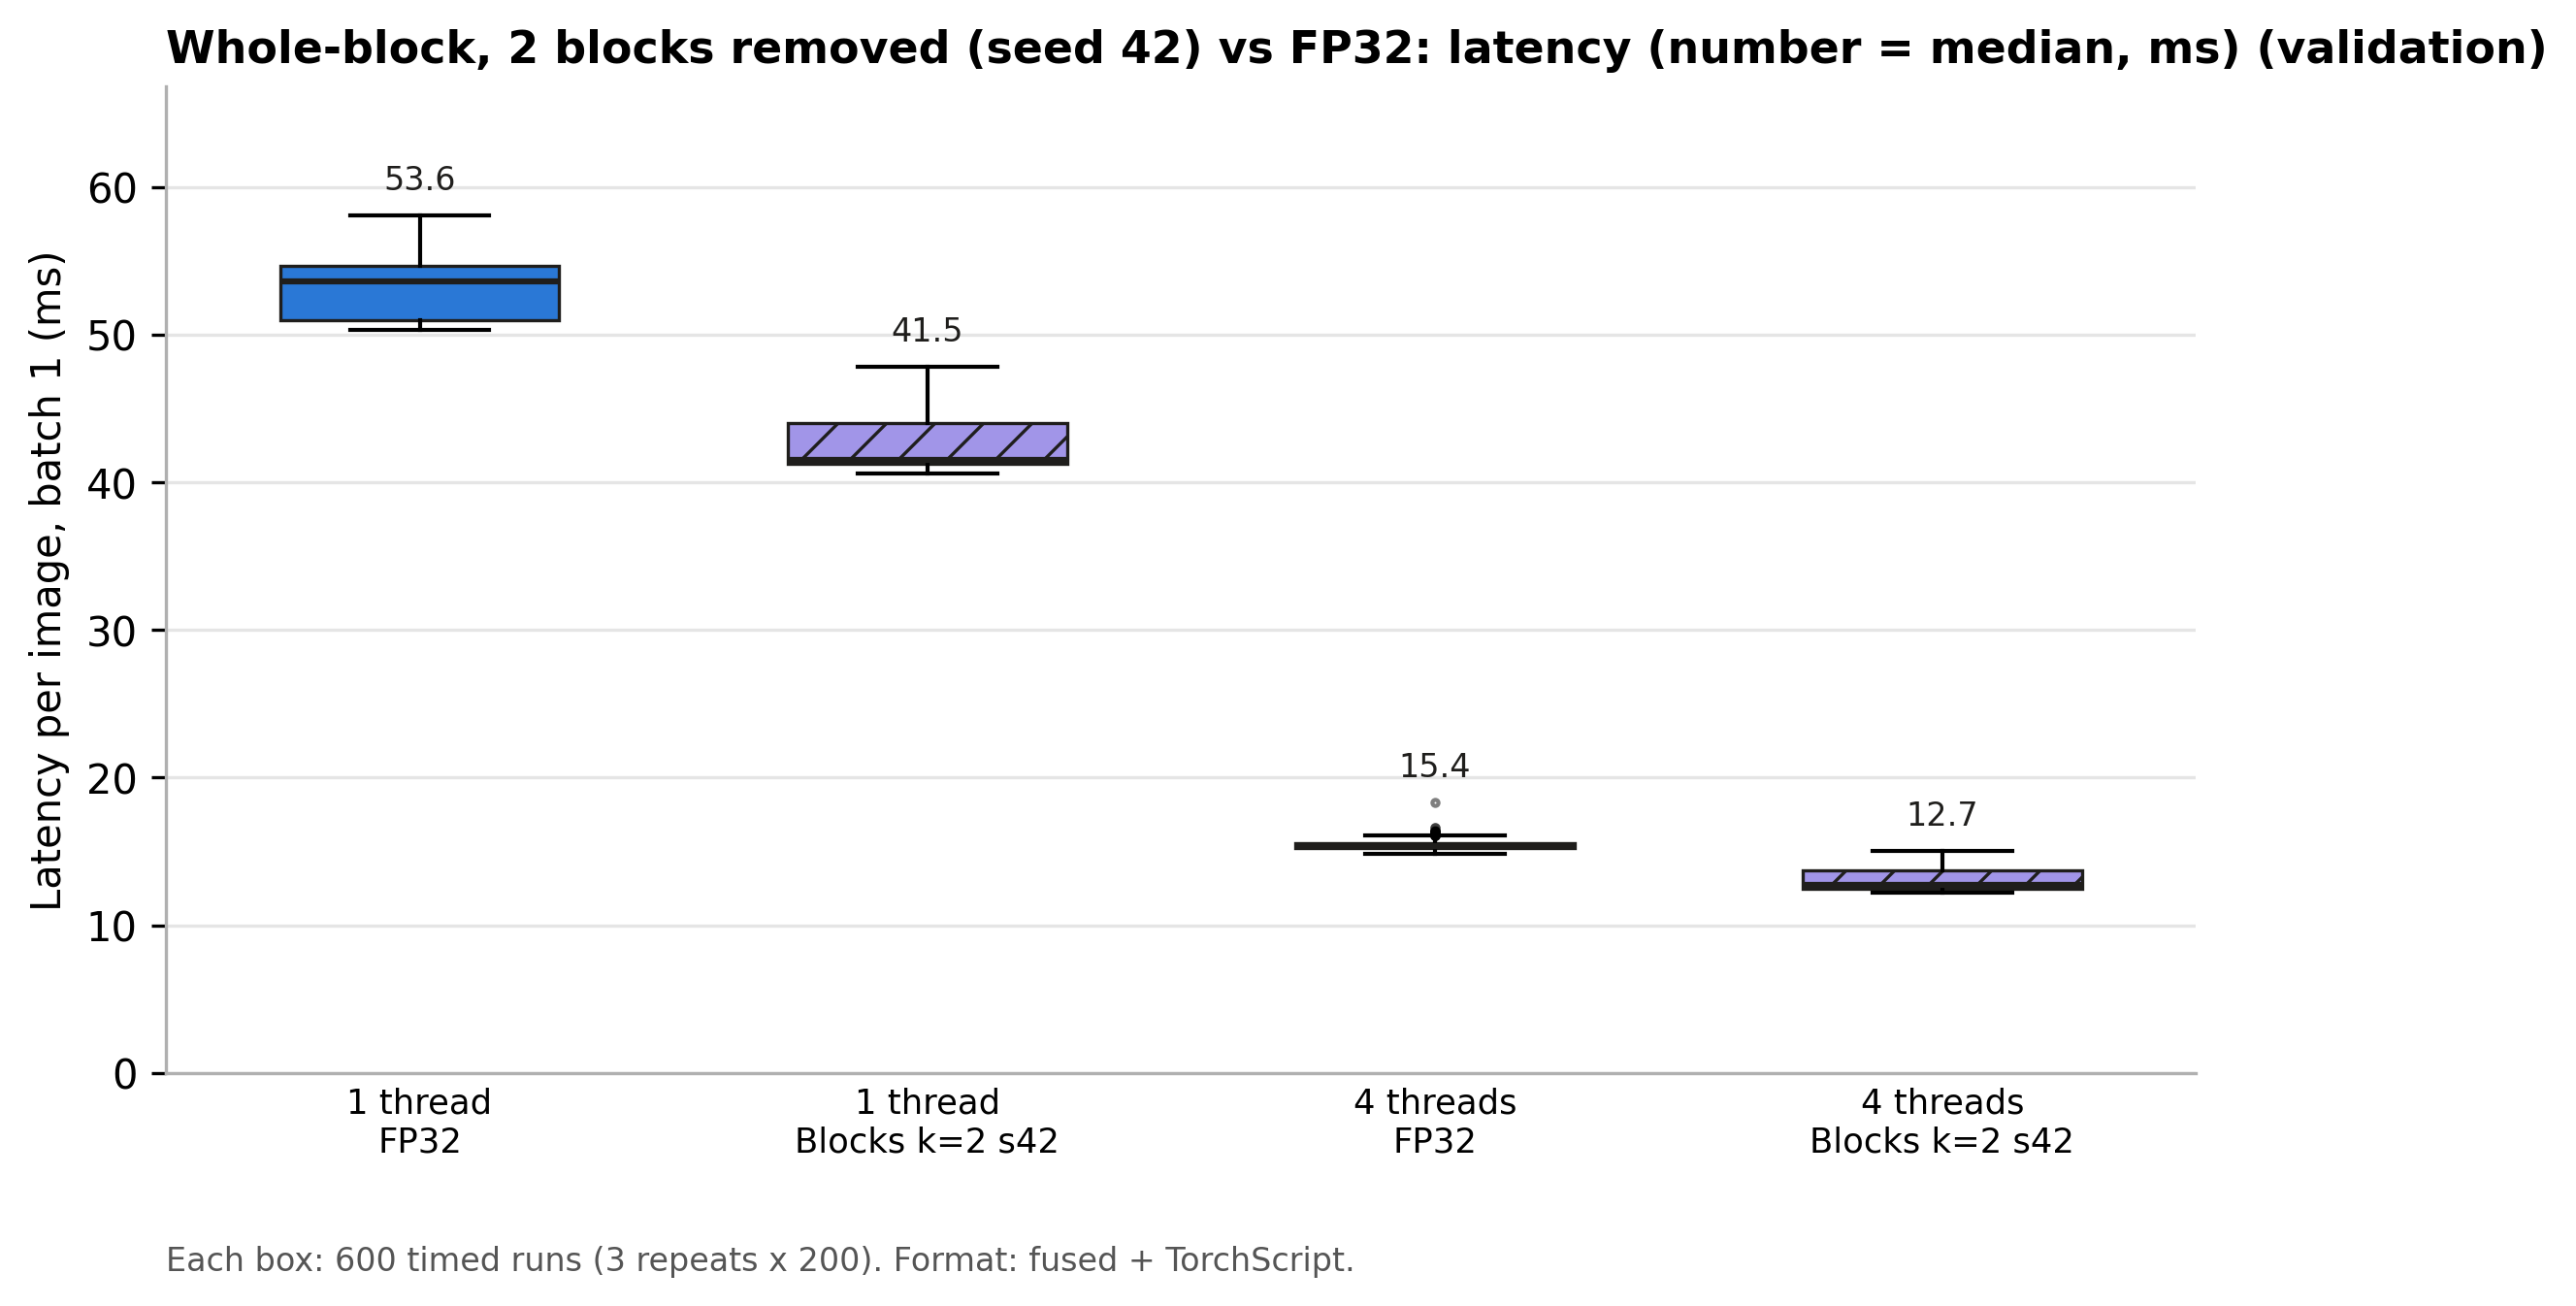 Whole-block, 2 blocks removed (seed 42) vs FP32: latency (number = median, ms) (validation)
Latency per image, batch 1 (ms)
60
50
40
30
20
10
0
53.6
41.5
15.4
12.7
1 thread
FP32
1 thread
Blocks k=2 s42
4 threads
FP32
4 threads
Blocks k=2 s42
Each box: 600 timed runs (3 repeats x 200). Format: fused + TorchScript.